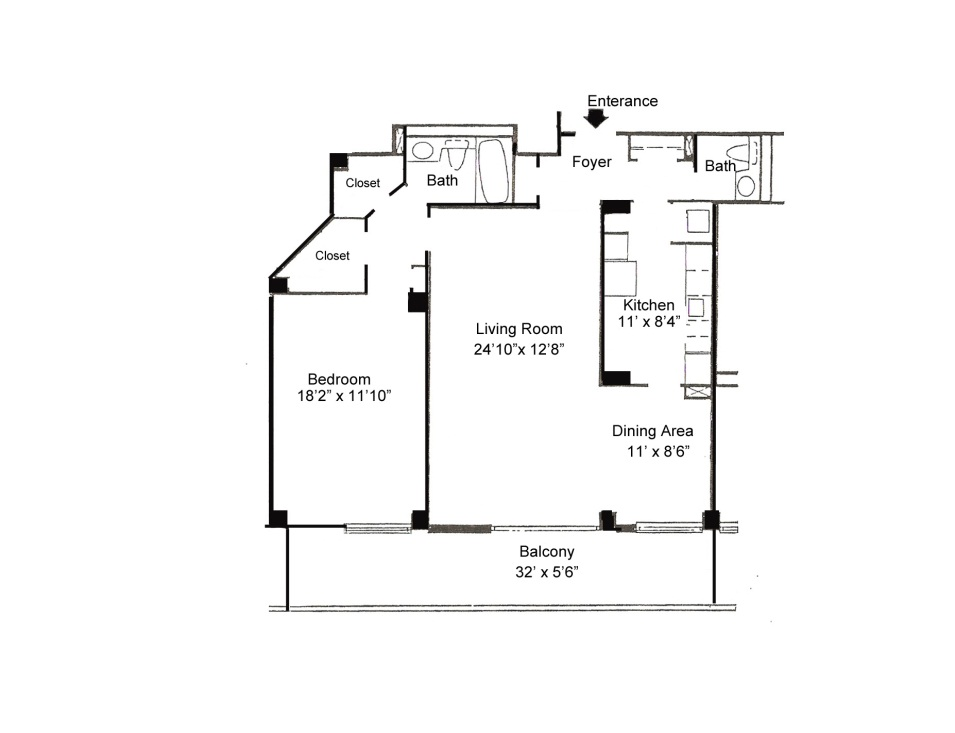 Enterance
Foyer
Bath
Closet
Bath
Closet
Kitchen
11’ x 8’4”
Living Room
24’10”x 12’8”
Bedroom
18’2” x 11’10”
Dining Area
11’ x 8’6”
Balcony
32’ x 5’6”